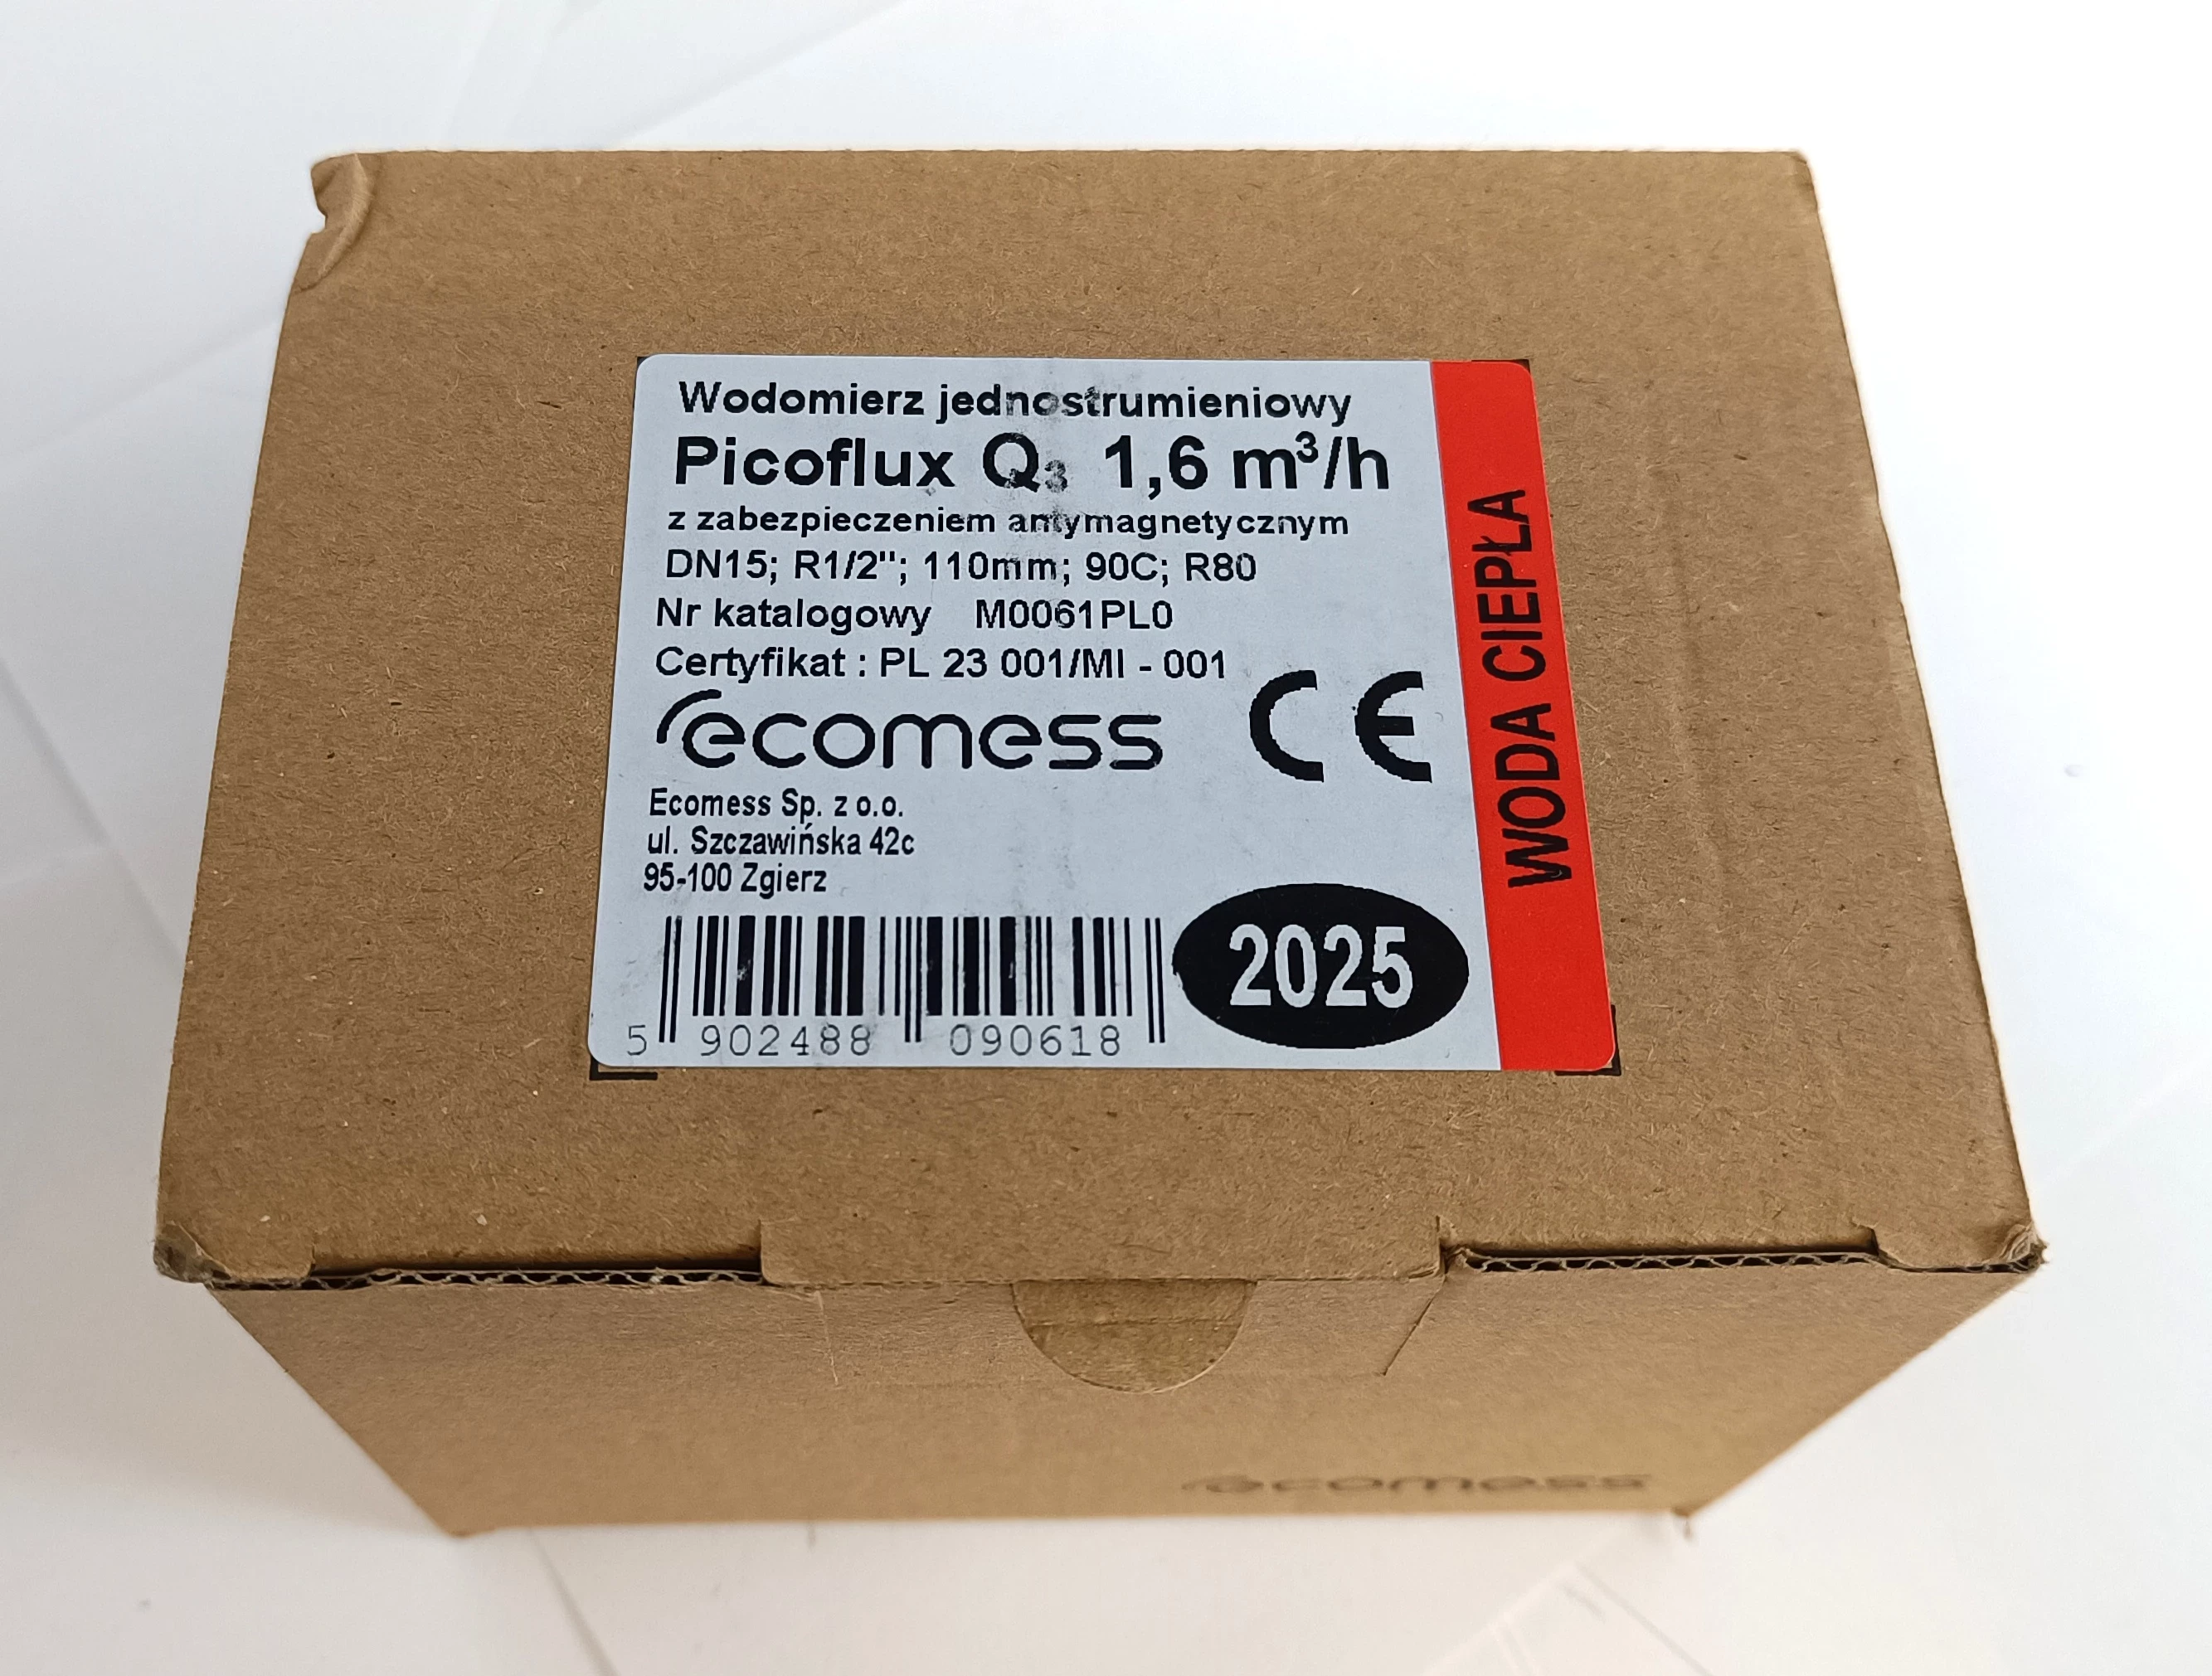 Wodomierz jednostrumieniowy
Picoflux Q₃ 1,6 m³/h
z zabezpieczeniem antymagnetycznym
DN15; R1/2"; 110mm; 90C; R80
Nr katalogowy M0061PL0
Certyfikat : PL 23 001/MI - 001
ecomess CE
Ecomess Sp. z o.o.
ul. Szczawińska 42c
95-100 Zgierz
5 902488 090618
2025
WODA CIEPŁA
ecomess